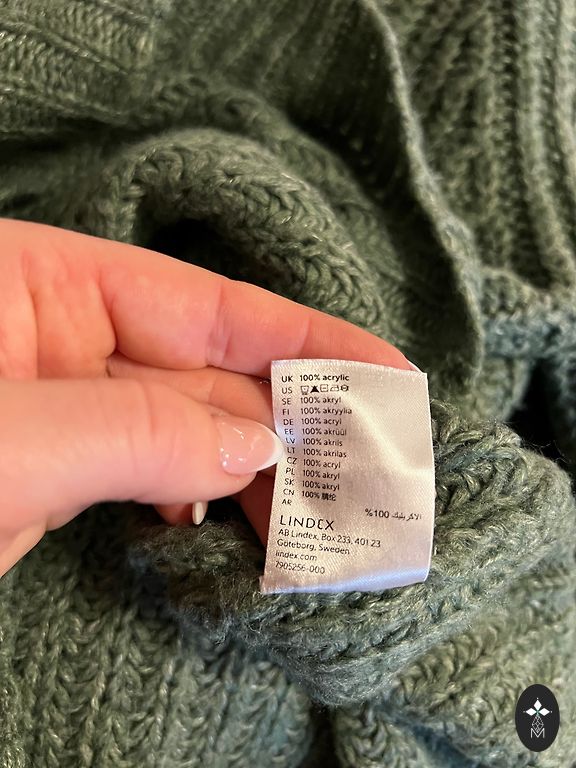 UK 100% acrylic
US
SE 100% akryl
FI 100% akryylia
DE 100% acryl
EE 100% akrüül
LV 100% akrils
LT 100% akrilas
CZ 100% acryl
PL 100% akryl
SK 100% akryl
CN 100% 腈纶
AR
%100 الأكريليك
LINDEX
AB Lindex, Box 233, 401 23
Göteborg, Sweden
lindex.com
7905256-000
M